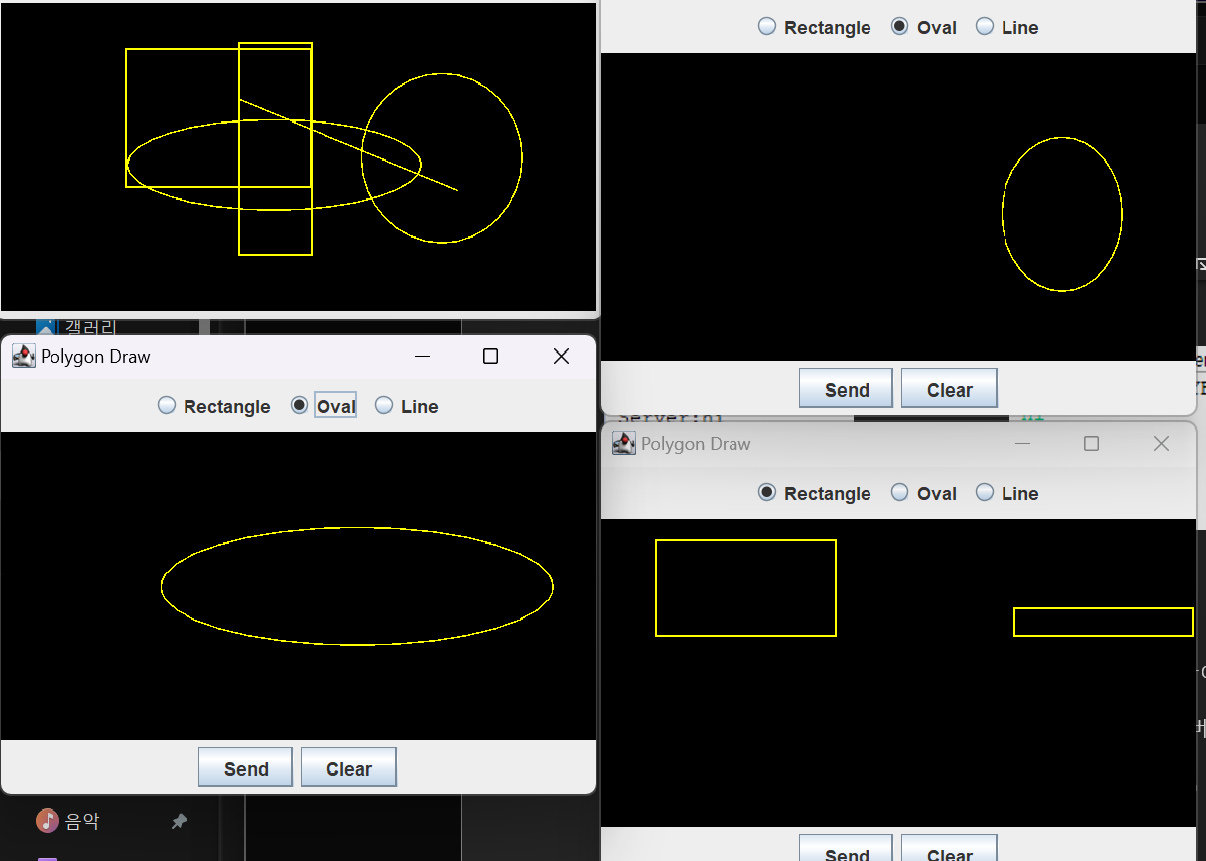 Rectangle Oval Line
갤러리
Polygon Draw
Rectangle Oval Line
Send Clear
Send Clear
Server:hi
Polygon Draw
Rectangle Oval Line
음악
Send Clear